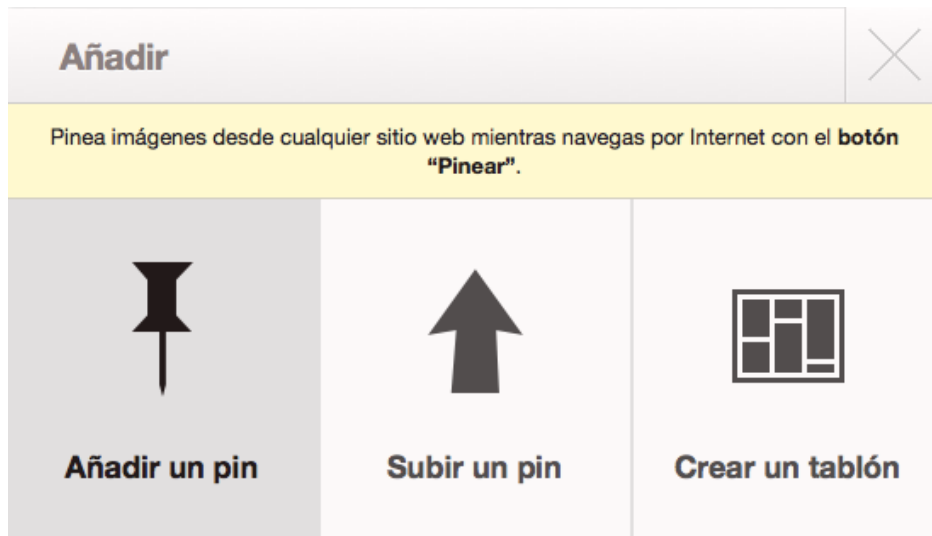 Añadir
Pinea imágenes desde cualquier sitio web mientras navegas por Internet con el botón
“Pinear”.
Añadir un pin
Subir un pin
Crear un tablón